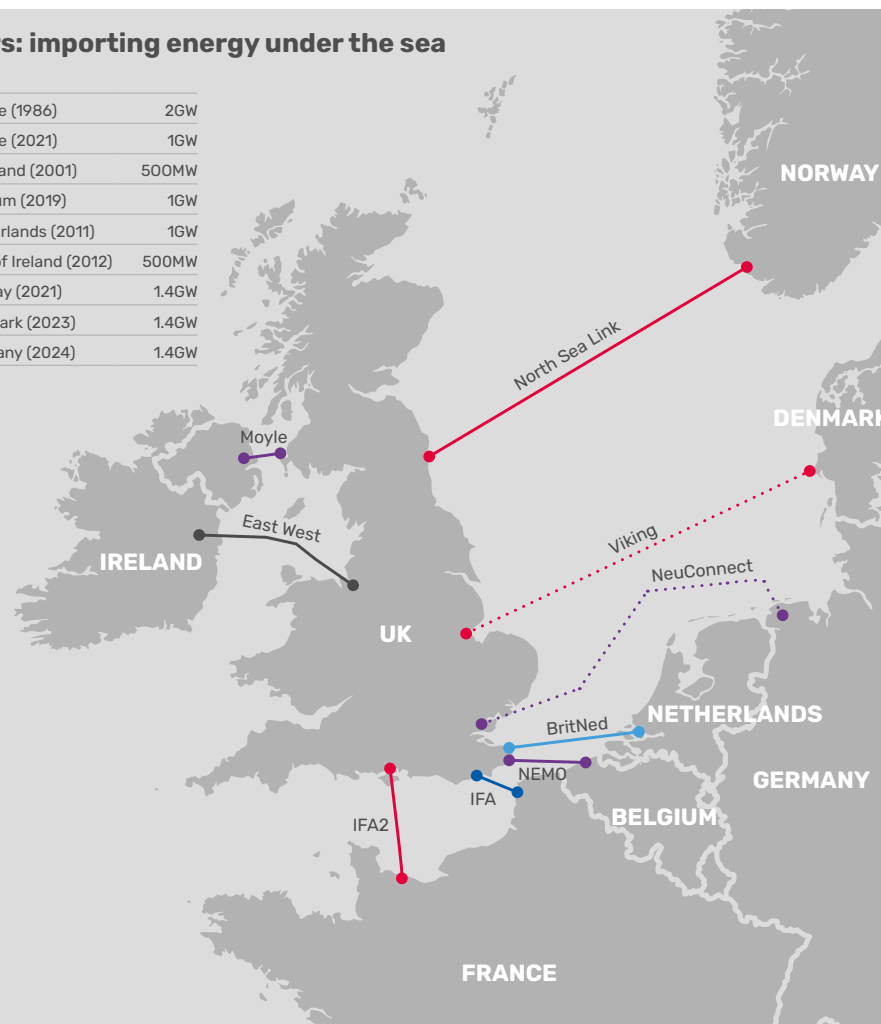 s: importing energy under the sea
e (1986) 2GW
e (2021) 1GW
and (2001) 500MW
um (2019) 1GW
rlands (2011) 1GW
of Ireland (2012) 500MW
ay (2021) 1.4GW
ark (2023) 1.4GW
any (2024) 1.4GW
NORWAY
North Sea Link
DENMARK
Moyle
East West
IRELAND
Viking
NeuConnect
UK
NETHERLANDS
BritNed
NEMO
GERMANY
IFA
BELGIUM
IFA2
FRANCE